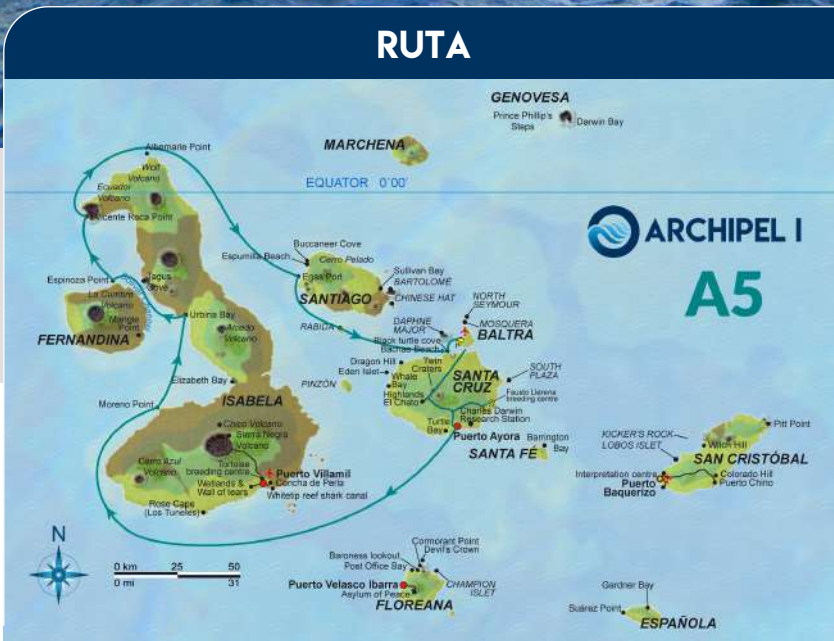 RUTA
GENOVESA
Prince Phillip's
Steps
Darwin Bay
MARCHENA
Albemarle Point
EQUATOR 0°00'
Wolf
Volcano
Ecuador
Volcano
Vicente Roca Point
ARCHIPEL I
A5
Buccaneer Cove
Espumilla Beach
Cerro Pelado
Egas Port
Sullivan Bay
BARTOLOMÉ
SANTIAGO
CHINESE HAT
Espinoza Point
Tagus
Cove
La Cumbre
Volcano
Mangle
Point
FERNANDINA
Urbina Bay
Alcedo
Volcano
RABIDA
NORTH
SEYMOUR
DAPHNE
MAJOR
MOSQUERA
BALTRA
Black turtle cove
Bachas Beach
Dragon Hill
Eden Islet
Whale
Bay
Twin
Craters
SANTA
CRUZ
SOUTH
PLAZA
Highlands
El Chato
Fausto Llerena
breeding centre
Charles Darwin
Research Station
Turtle
Bay
Puerto Ayora
PINZÓN
Elizabeth Bay
ISABELA
Moreno Point
Chico Volcano
Sierra Negra
Volcano
Cerro Azul
Volcano
Tortoise
breeding centre
Puerto Villamil
Wetlands &
Wall of tears
Concha de Perla
Whitetip reef shark canal
Rose Cape
(Los Tuneles)
SANTA FÉ
Barrington
Bay
KICKER'S ROCK
LOBOS ISLET
Witch Hill
Pitt Point
SAN CRISTÓBAL
Interpretation centre
Puerto
Baquerizo
Colorado Hill
Puerto Chino
N
0 km 25 50
0 mi 31
Cormorant Point
Devil's Crown
Baroness lookout
Post Office Bay
Puerto Velasco Ibarra
Asylum of Peace
CHAMPION
ISLET
FLOREANA
Gardner Bay
Suárez Point
ESPAÑOLA